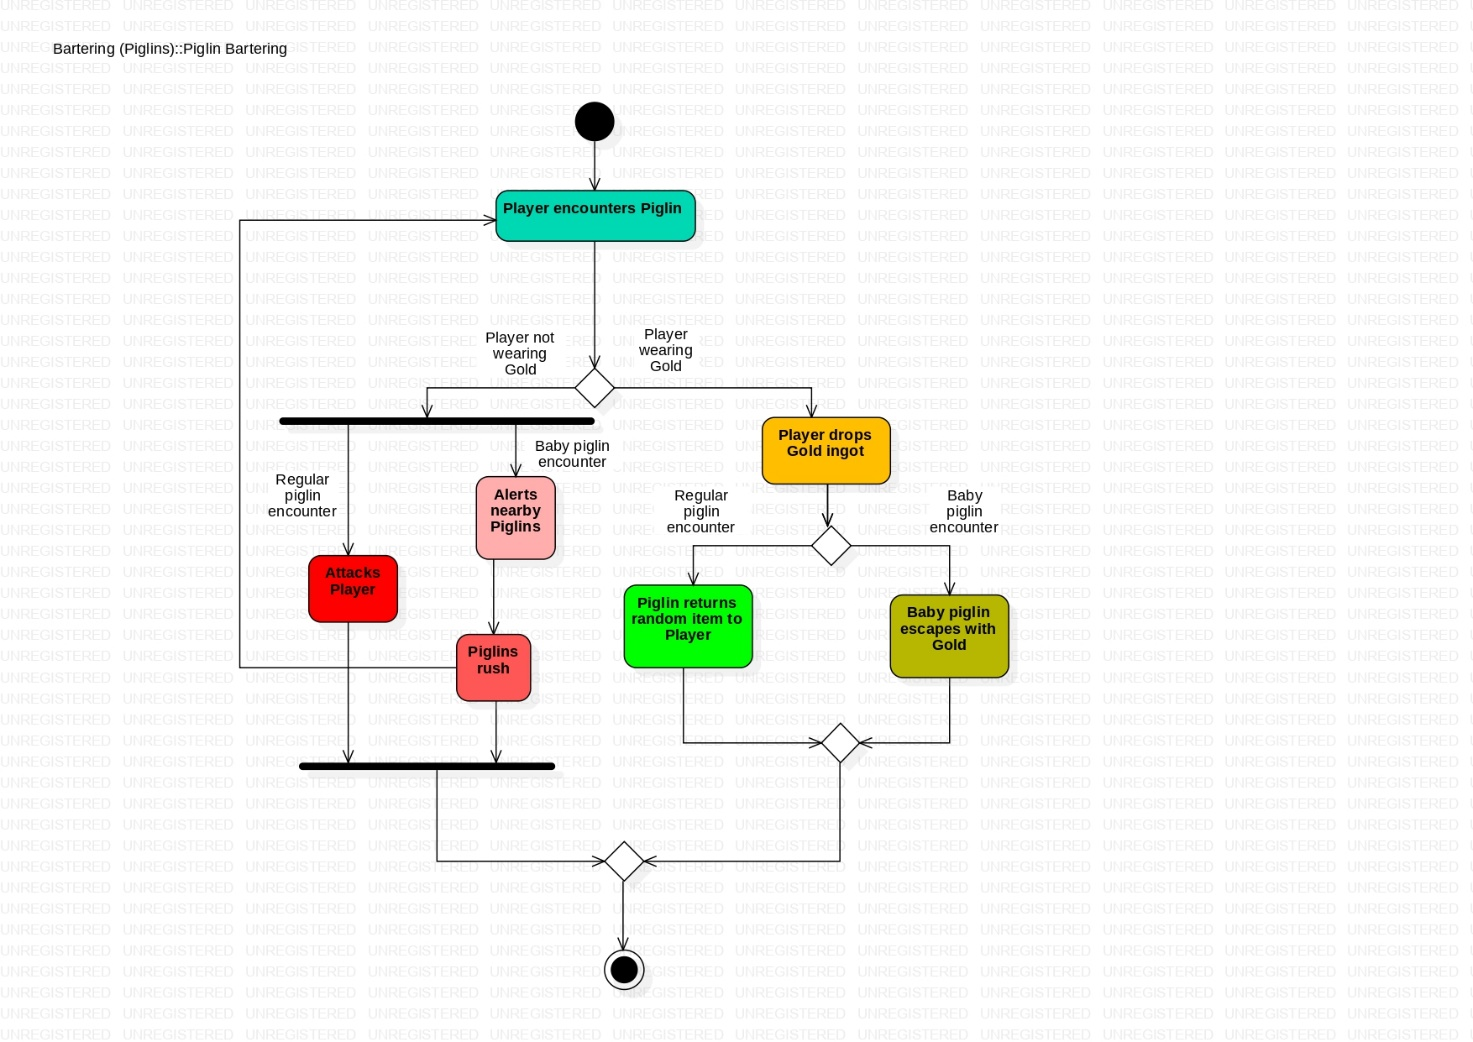 Bartering (Piglins)::Piglin Bartering
Player encounters Piglin
Player not
wearing
Gold
Player
wearing
Gold
Baby piglin
encounter
Player drops
Gold ingot
Regular
piglin
encounter
Alerts
nearby
Piglins
Regular
piglin
encounter
Baby
piglin
encounter
Attacks
Player
Piglin returns
random item to
Player
Baby piglin
escapes with
Gold
Piglins
rush
UNREGISTERED